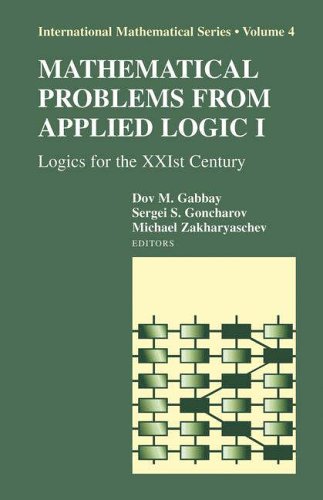 International Mathematical Series • Volume 4
MATHEMATICAL
PROBLEMS FROM
APPLIED LOGIC I
Logics for the XXIst Century
Dov M. Gabbay
Sergei S. Goncharov
Michael Zakharyaschev
EDITORS